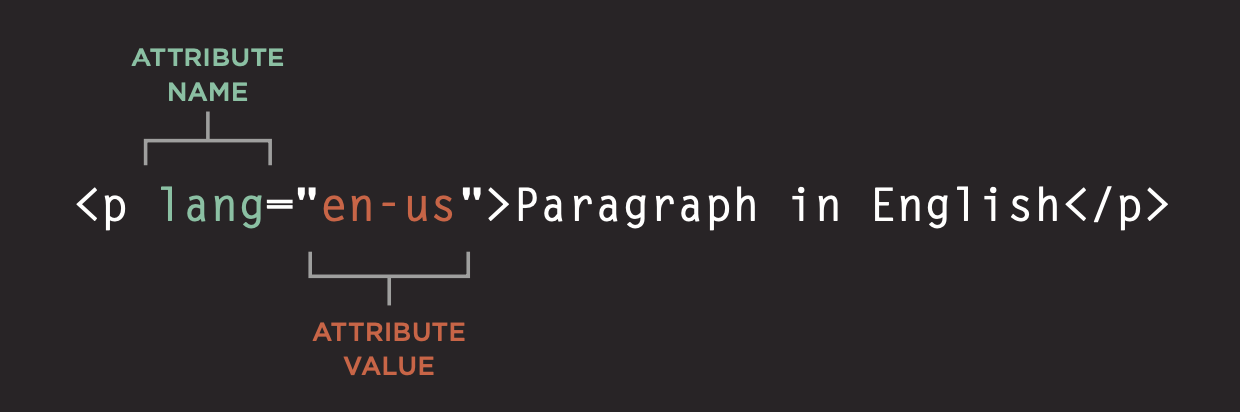 ATTRIBUTE
NAME
<p lang="en-us">Paragraph in English</p>
ATTRIBUTE
VALUE